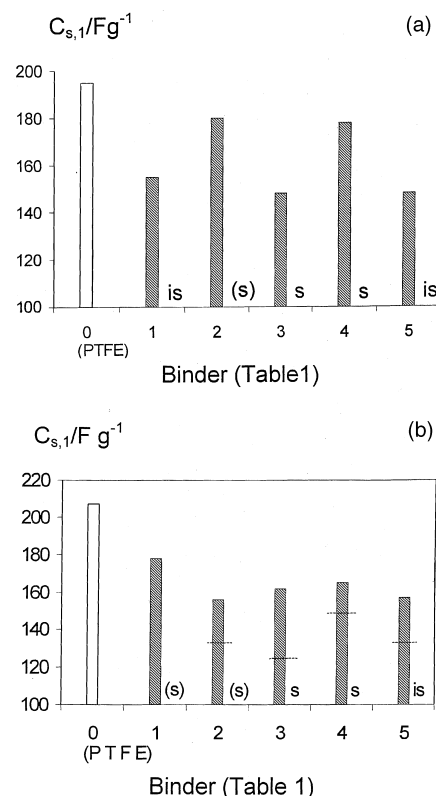 C_s,1/Fg⁻¹ (a)
200
180
160
140
120
100
is (s) s s is
0 1 2 3 4 5
(PTFE)
Binder (Table1)
C_s,1/F g⁻¹ (b)
220
200
180
160
140
120
100
(s) (s) s s is
0 1 2 3 4 5
(PTFE)
Binder (Table 1)